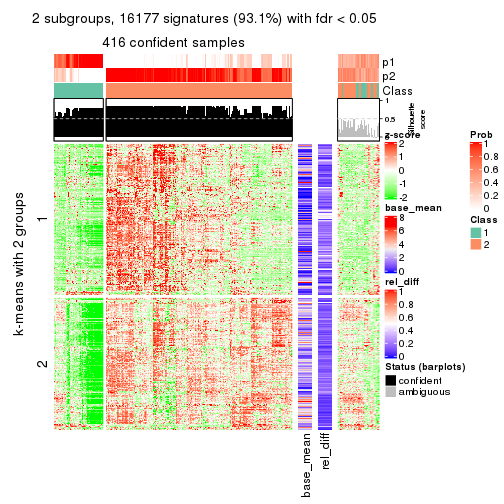 2 subgroups, 16177 signatures (93.1%) with fdr < 0.05
416 confident samples
p1
p2
Class
1
0.5
0
Silhouette
score
k-means with 2 groups
1
2
z-score
2
1
0
-1
-2
base_mean
8
6
4
2
0
rel_diff
1
0.8
0.6
0.4
0.2
0
Status (barplots)
confident
ambiguous
Prob
1
0.8
0.6
0.4
0.2
0
Class
1
2
base_mean
rel_diff